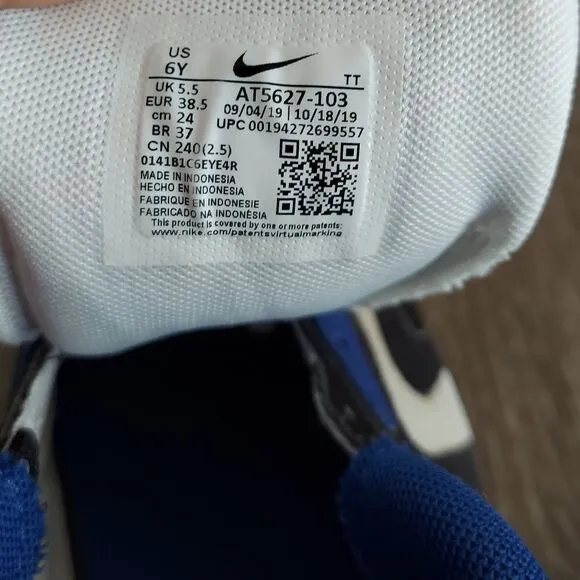 US
6Y
TT
UK 5.5
EUR 38.5
cm 24
BR 37
CN 240(2.5)
AT5627-103
09/04/19 | 10/18/19
UPC 00194272699557
0141B1C6EYE4R
MADE IN INDONESIA
HECHO EN INDONESIA
FABRIQUE EN INDONESIE
FABRICADO NA INDONÉSIA
This product is covered by one or more patents:
www.nike.com/patentsvirtualmarking